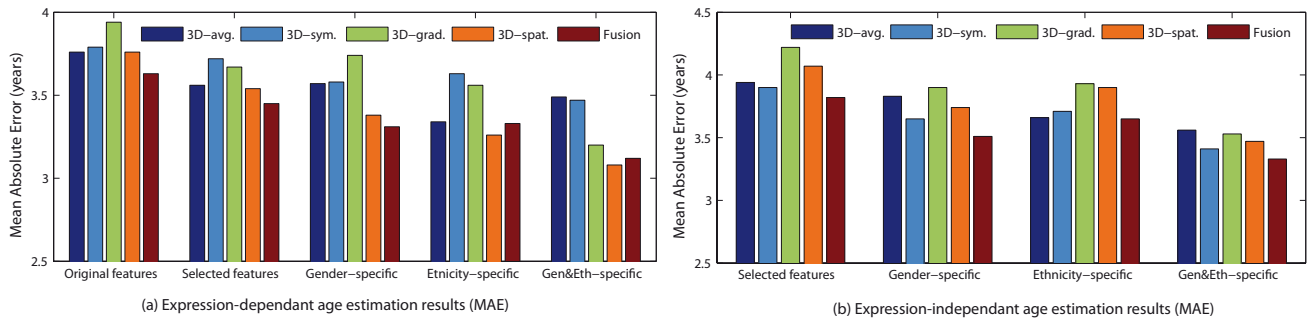 4
3D−avg. 3D−sym. 3D−grad. 3D−spat. Fusion
3.5
3
2.5
Mean Absolute Error (years)
Original features Selected features Gender−specific Etnicity−specific Gen&Eth−specific
(a) Expression-dependant age estimation results (MAE)
4.5
3D−avg. 3D−sym. 3D−grad. 3D−spat. Fusion
4
3.5
3
2.5
Mean Absolute Error (years)
Selected features Gender−specific Ethnicity−specific Gen&Eth−specific
(b) Expression-independant age estimation results (MAE)